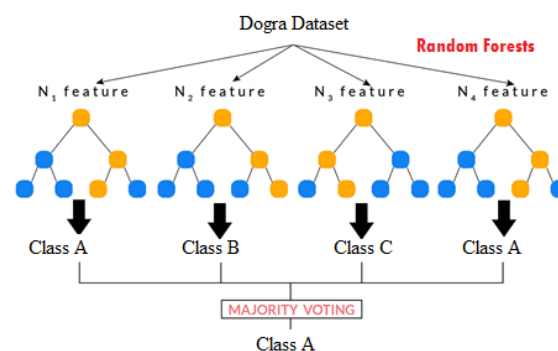 Dogra Dataset
Random Forests
N₁ feature
N₂ feature
N₃ feature
N₄ feature
Class A
Class B
Class C
Class A
MAJORITY VOTING
Class A